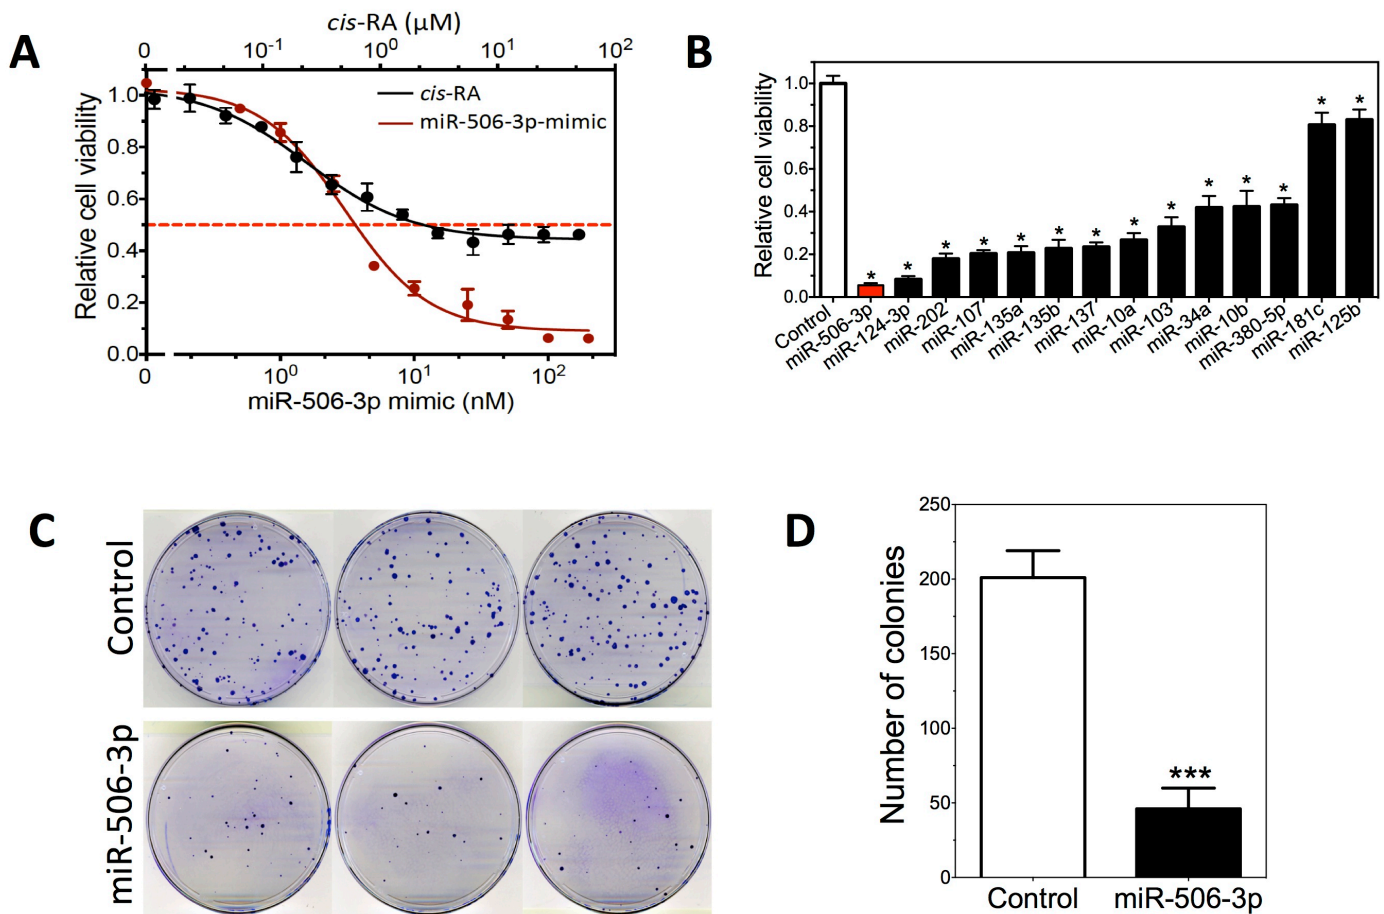 A
cis-RA (µM)
0 10⁻¹ 10⁰ 10¹ 10²
Relative cell viability
1.0
0.8
0.6
0.4
0.2
0.0
cis-RA
miR-506-3p-mimic
0 10⁰ 10¹ 10²
miR-506-3p mimic (nM)
B
Relative cell viability
1.0
0.8
0.6
0.4
0.2
0.0
* * * * * * * * * * * * * *
Control
miR-506-3p
miR-124-3p
miR-202
miR-107
miR-135a
miR-135b
miR-137
miR-10a
miR-103
miR-34a
miR-10b
miR-380-5p
miR-181c
miR-125b
C
Control
miR-506-3p
D
Number of colonies
250
200
150
100
50
0
***
Control miR-506-3p